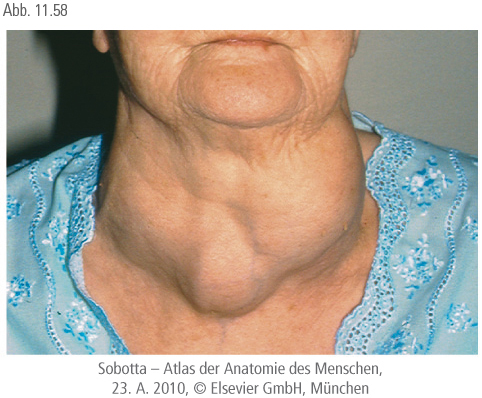 Abb. 11.58
Sobotta – Atlas der Anatomie des Menschen,
23. A. 2010, © Elsevier GmbH, München